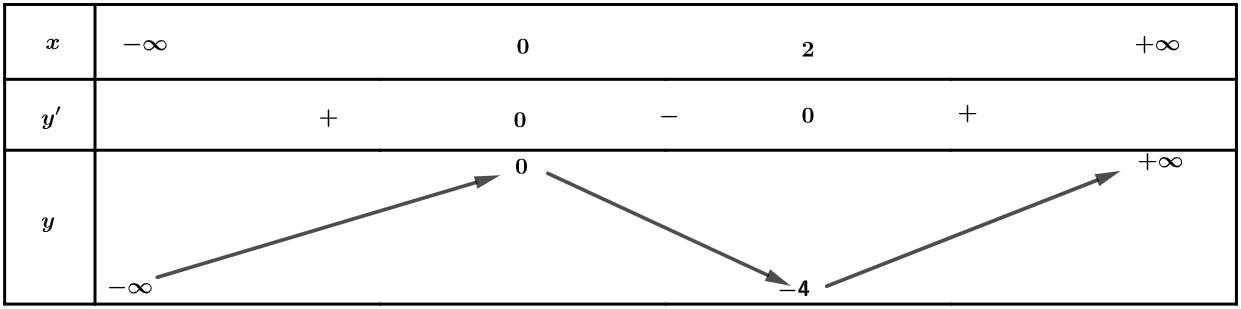 x −∞ 0 2 +∞
y′ + 0 − 0 +
0 +∞
y
−∞ −4